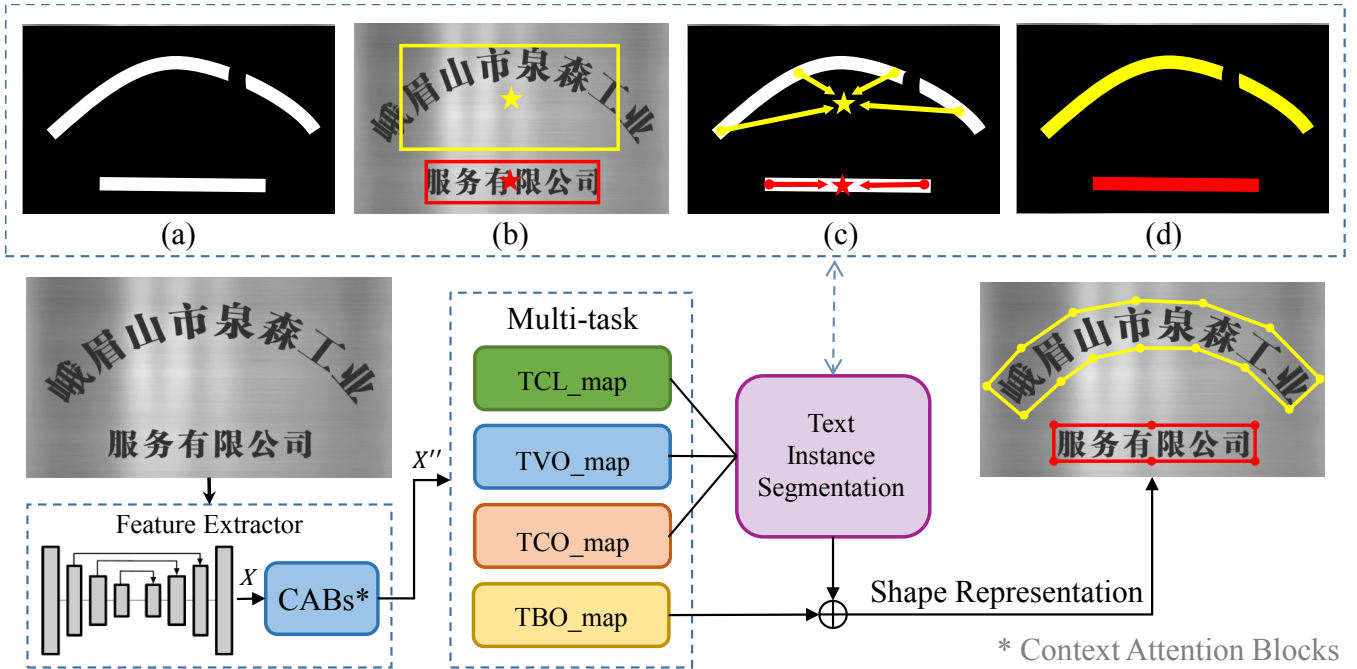 峨眉山市泉森工业
服务有限公司
(a) (b) (c) (d)
峨眉山市泉森工业
服务有限公司
Feature Extractor
X
CABs*
X''
Multi-task
TCL_map
TVO_map
TCO_map
TBO_map
Text
Instance
Segmentation
Shape Representation
峨眉山市泉森工业
服务有限公司
* Context Attention Blocks